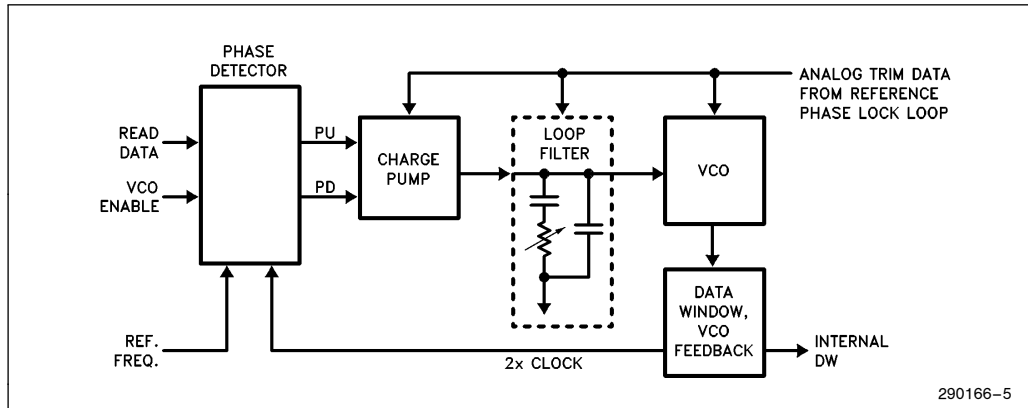 PHASE
DETECTOR
ANALOG TRIM DATA
FROM REFERENCE
PHASE LOCK LOOP
READ
DATA
VCO
ENABLE
PU
PD
CHARGE
PUMP
LOOP
FILTER
VCO
DATA
WINDOW,
VCO
FEEDBACK
REF.
FREQ.
2x CLOCK
INTERNAL
DW
290166-5